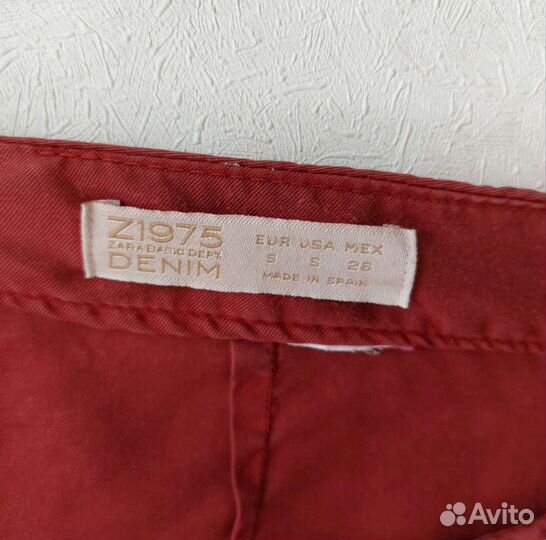 Z1975
ZARA BASIC DEPT.
DENIM
EUR USA MEX
S S 26
MADE IN SPAIN
Avito